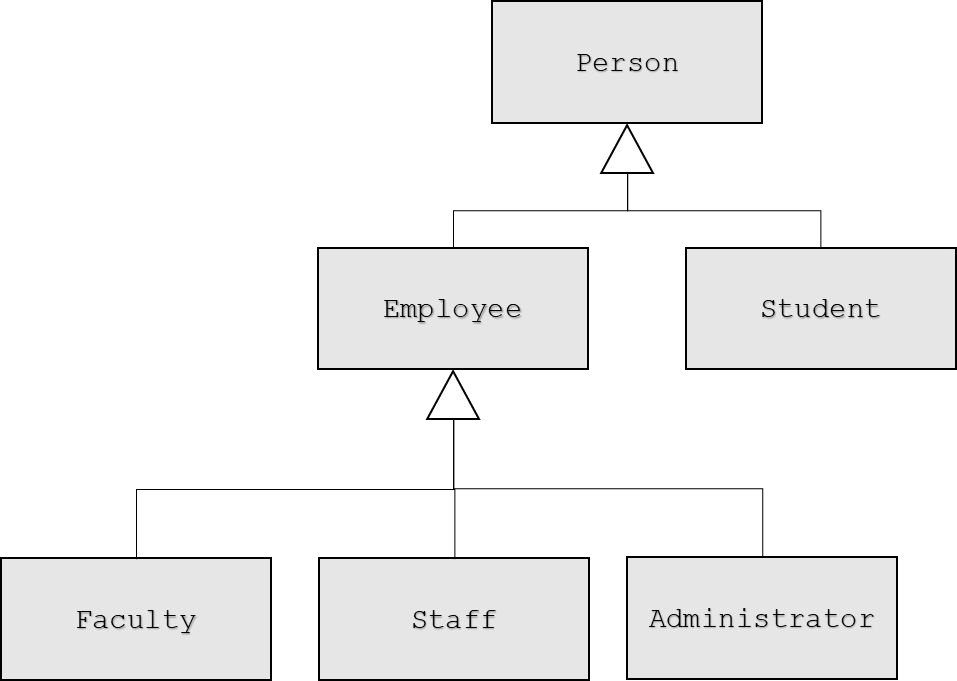 Person
Employee
Student
Faculty
Staff
Administrator